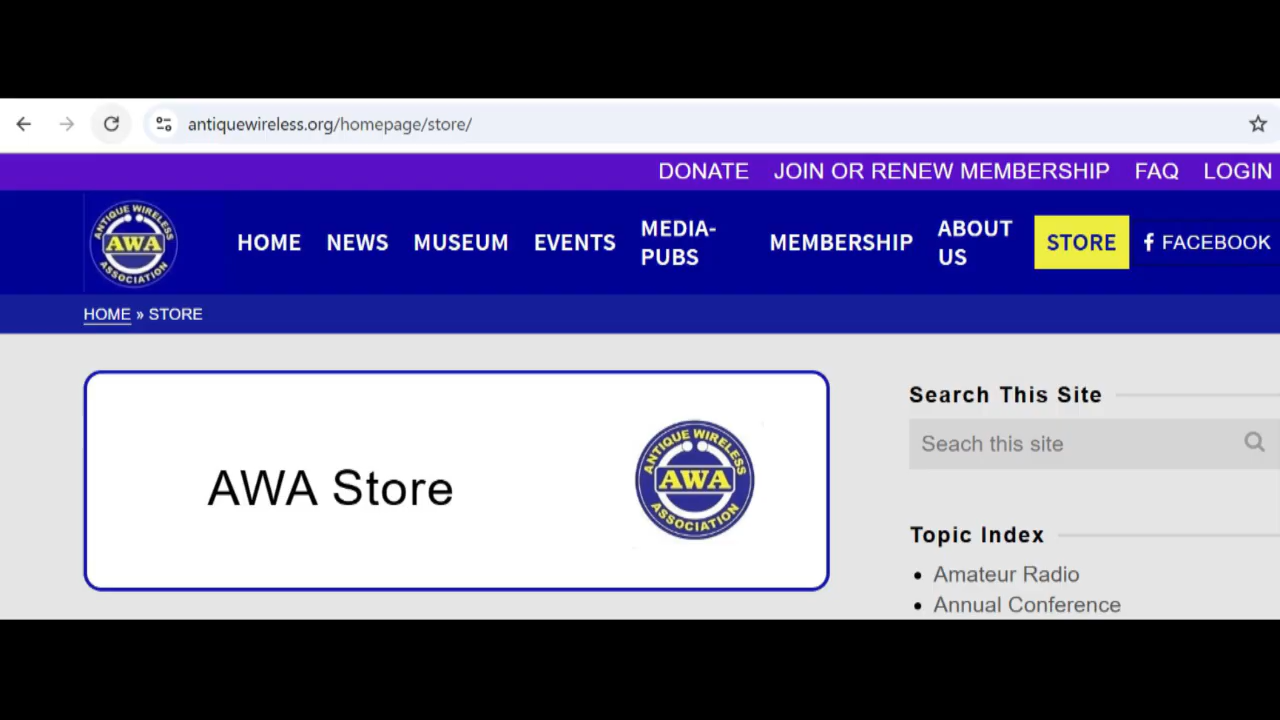 antiquewireless.org/homepage/store/
DONATE JOIN OR RENEW MEMBERSHIP FAQ LOGIN
ANTIQUE WIRELESS
AWA
ASSOCIATION
HOME NEWS MUSEUM EVENTS MEDIA-
PUBS MEMBERSHIP ABOUT
US STORE FACEBOOK
HOME » STORE
AWA Store
ANTIQUE WIRELESS
AWA
ASSOCIATION
Search This Site
Seach this site
Topic Index
Amateur Radio
Annual Conference